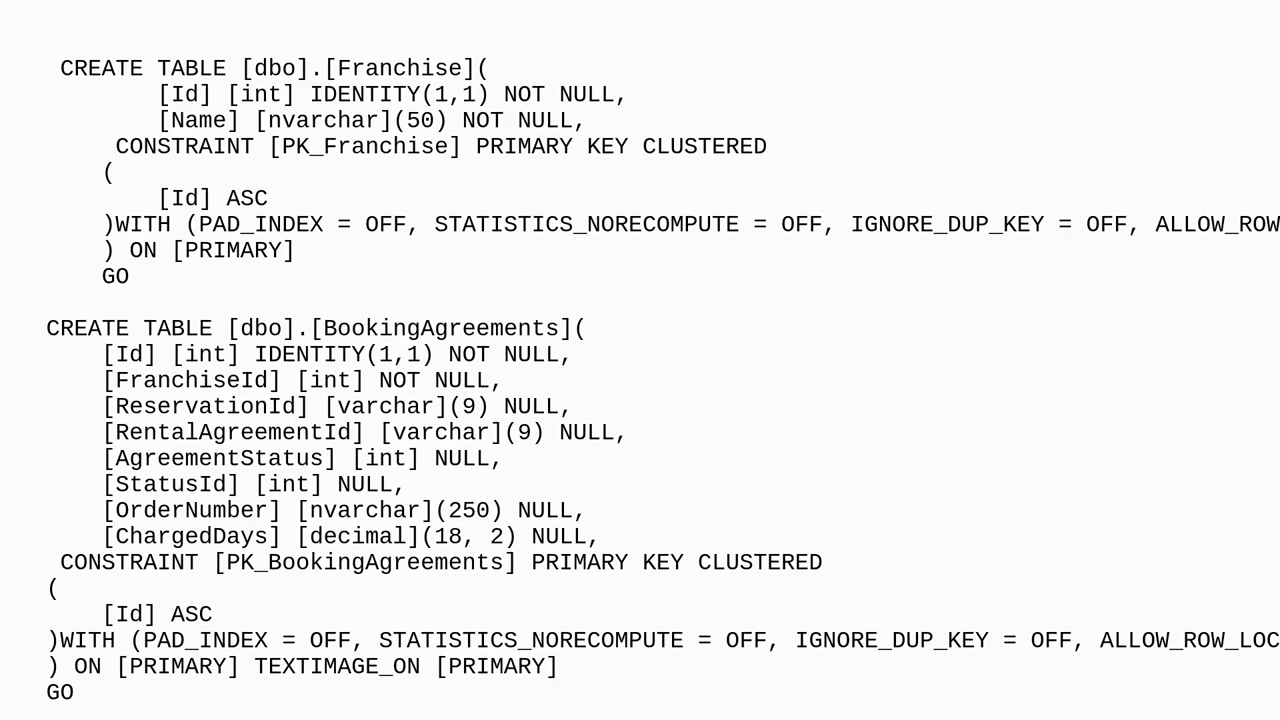 CREATE TABLE [dbo].[Franchise](
[Id] [int] IDENTITY(1,1) NOT NULL,
[Name] [nvarchar](50) NOT NULL,
CONSTRAINT [PK_Franchise] PRIMARY KEY CLUSTERED
(
[Id] ASC
)WITH (PAD_INDEX = OFF, STATISTICS_NORECOMPUTE = OFF, IGNORE_DUP_KEY = OFF, ALLOW_ROW
) ON [PRIMARY]
GO
CREATE TABLE [dbo].[BookingAgreements](
[Id] [int] IDENTITY(1,1) NOT NULL,
[FranchiseId] [int] NOT NULL,
[ReservationId] [varchar](9) NULL,
[RentalAgreementId] [varchar](9) NULL,
[AgreementStatus] [int] NULL,
[StatusId] [int] NULL,
[OrderNumber] [nvarchar](250) NULL,
[ChargedDays] [decimal](18, 2) NULL,
CONSTRAINT [PK_BookingAgreements] PRIMARY KEY CLUSTERED
(
[Id] ASC
)WITH (PAD_INDEX = OFF, STATISTICS_NORECOMPUTE = OFF, IGNORE_DUP_KEY = OFF, ALLOW_ROW_LOC
) ON [PRIMARY] TEXTIMAGE_ON [PRIMARY]
GO